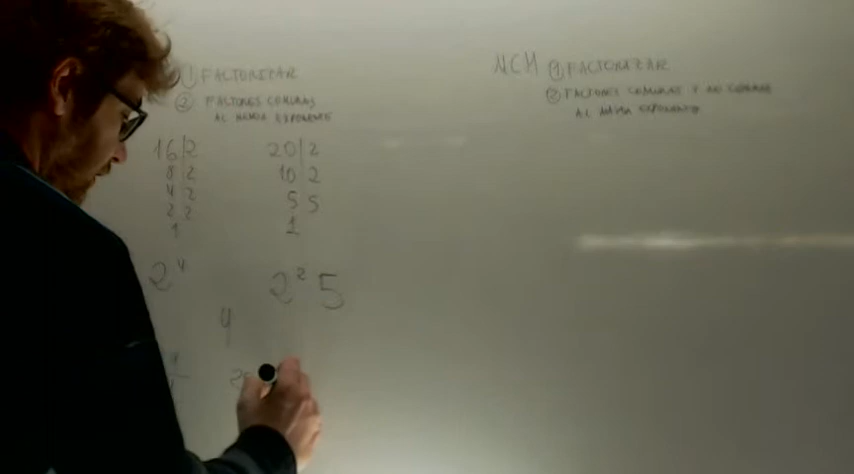 ① FACTORIZAR
② FACTORES COMUNES
AL MENOR EXPONENTE
16|2
8|2
4|2
2|2
1
20|2
10|2
5|5
1
2⁴
2² 5
4
MCM ① FACTORIZAR
② FACTORES COMUNES Y NO COMUNES
AL MAYOR EXPONENTE